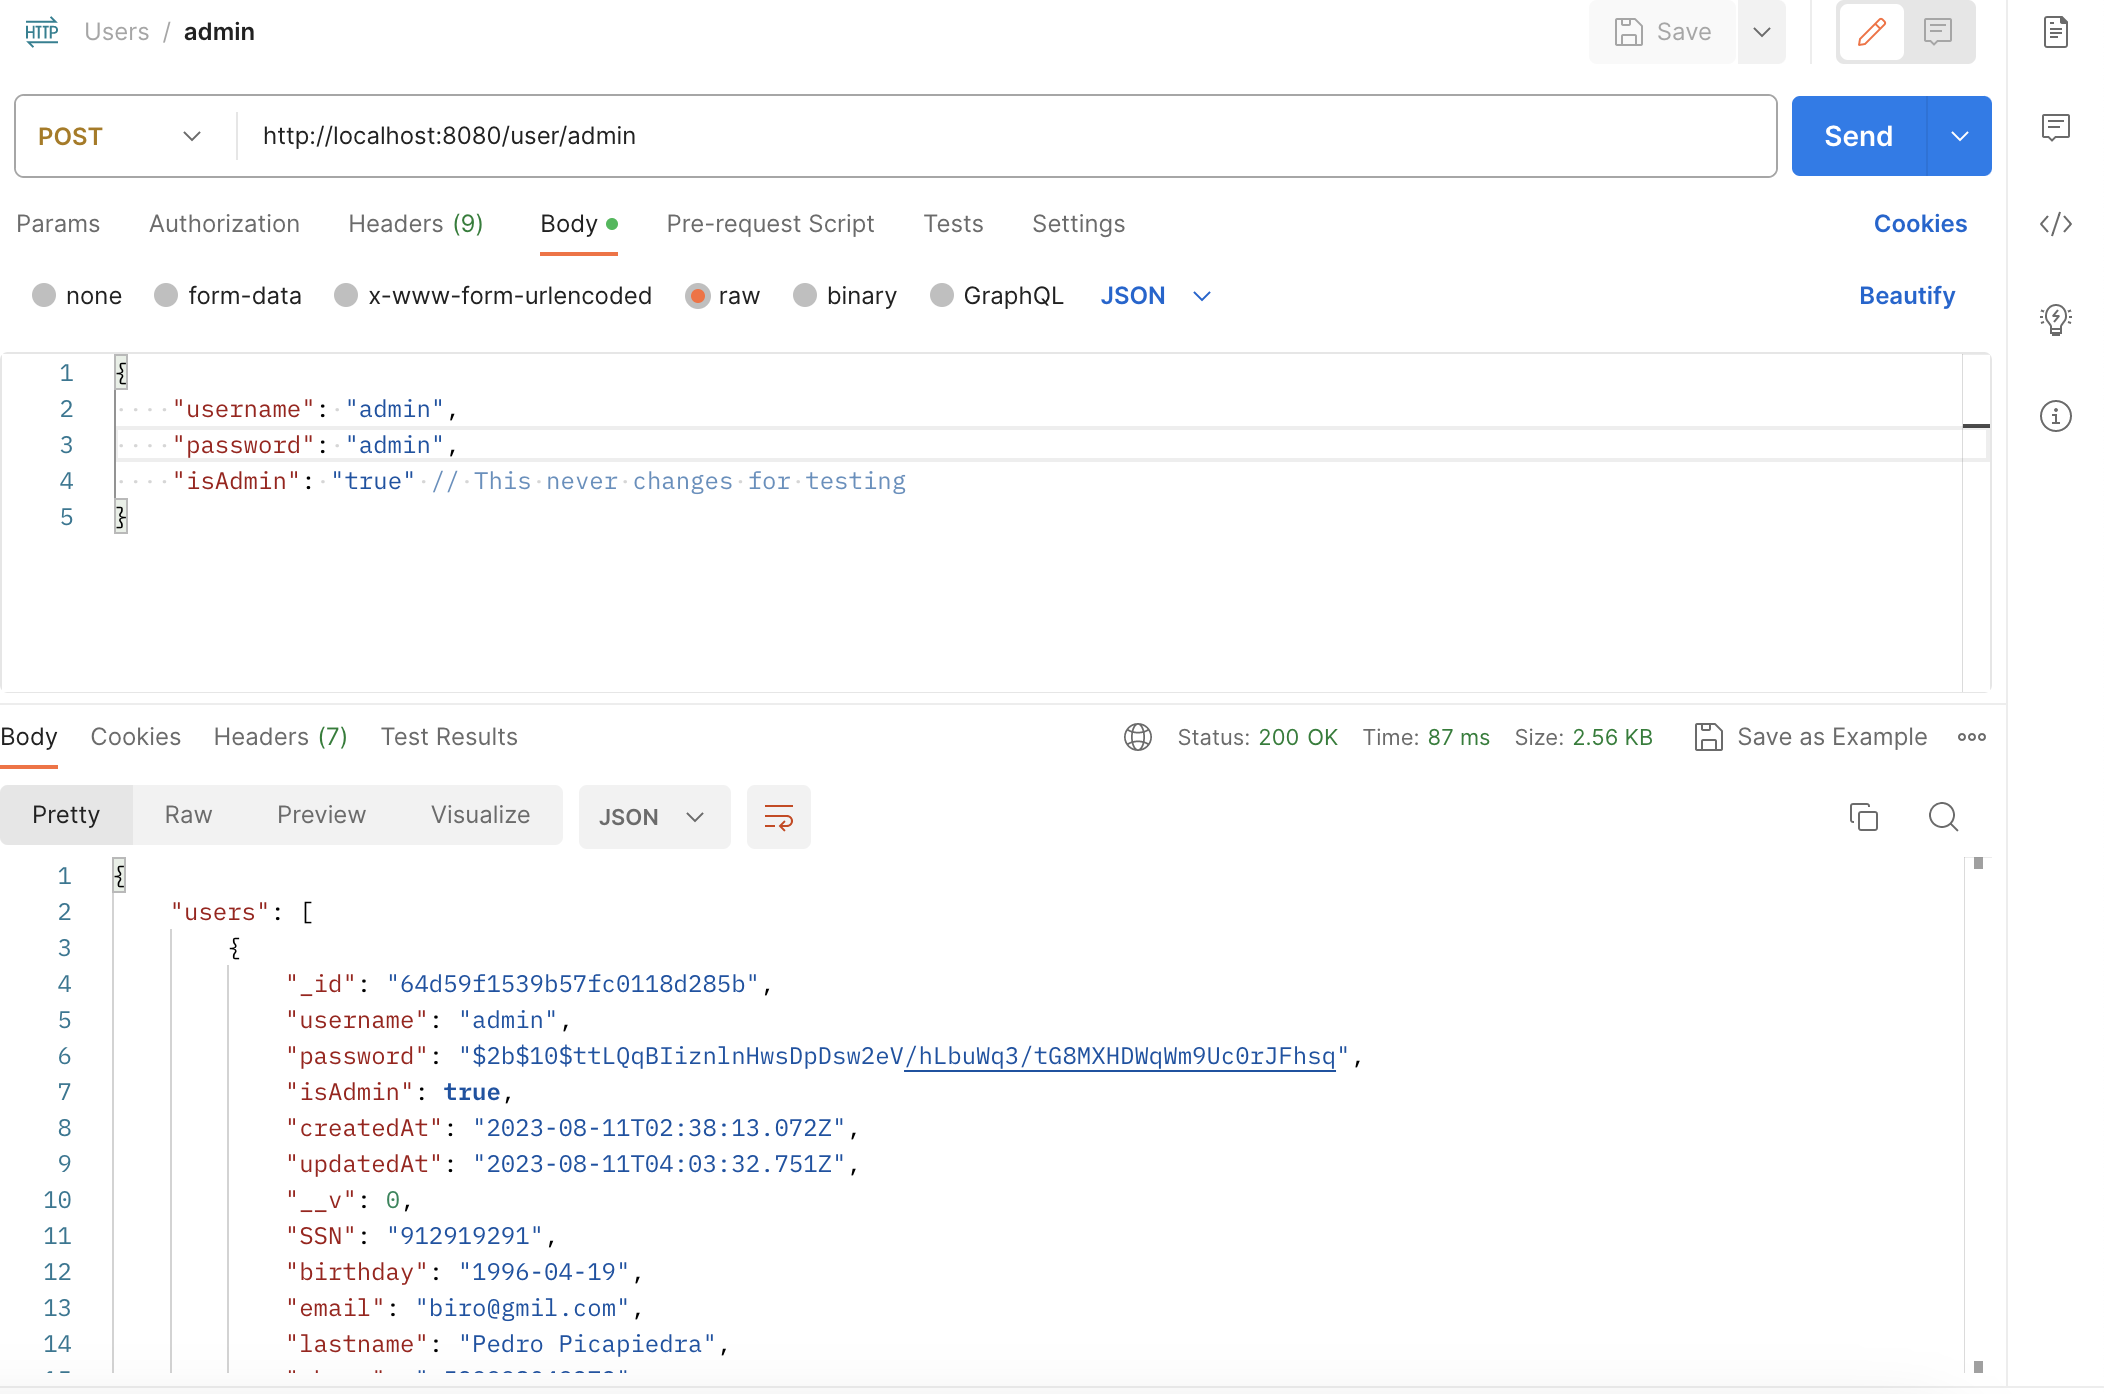 HTTP Users / admin Save
POST http://localhost:8080/user/admin Send
Params Authorization Headers (9) Body Pre-request Script Tests Settings Cookies
none form-data x-www-form-urlencoded raw binary GraphQL JSON Beautify
1 {
2 "username": "admin",
3 "password": "admin",
4 "isAdmin": "true" // This never changes for testing
5 }
Body Cookies Headers (7) Test Results Status: 200 OK Time: 87 ms Size: 2.56 KB Save as Example
Pretty Raw Preview Visualize JSON
1 {
2 "users": [
3 {
4 "_id": "64d59f1539b57fc0118d285b",
5 "username": "admin",
6 "password": "$2b$10$ttLQqBIiznlnHwsDpDsw2eV/hLbuWq3/tG8MXHDWqWm9Uc0rJFhsq",
7 "isAdmin": true,
8 "createdAt": "2023-08-11T02:38:13.072Z",
9 "updatedAt": "2023-08-11T04:03:32.751Z",
10 "__v": 0,
11 "SSN": "912919291",
12 "birthday": "1996-04-19",
13 "email": "biro@gmil.com",
14 "lastname": "Pedro Picapiedra",